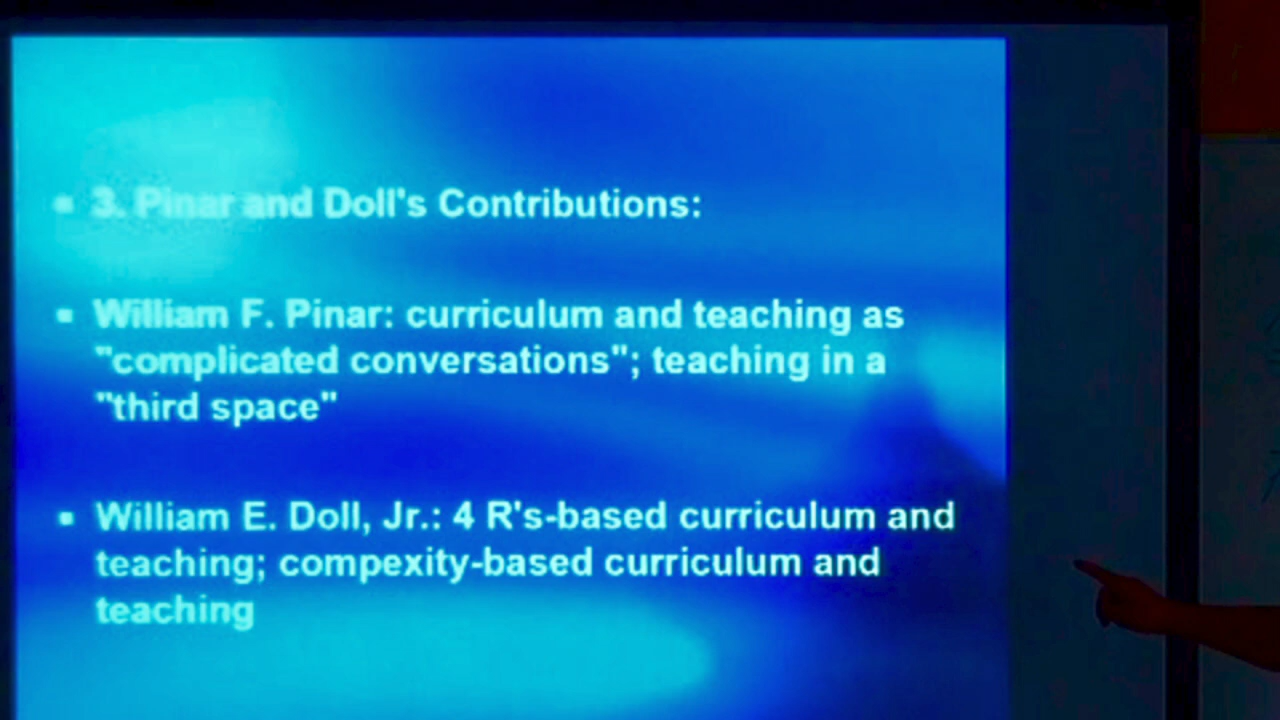 ▪ 3. Pinar and Doll's Contributions:
▪ William F. Pinar: curriculum and teaching as
"complicated conversations"; teaching in a
"third space"
▪ William E. Doll, Jr.: 4 R's-based curriculum and
teaching; compexity-based curriculum and
teaching